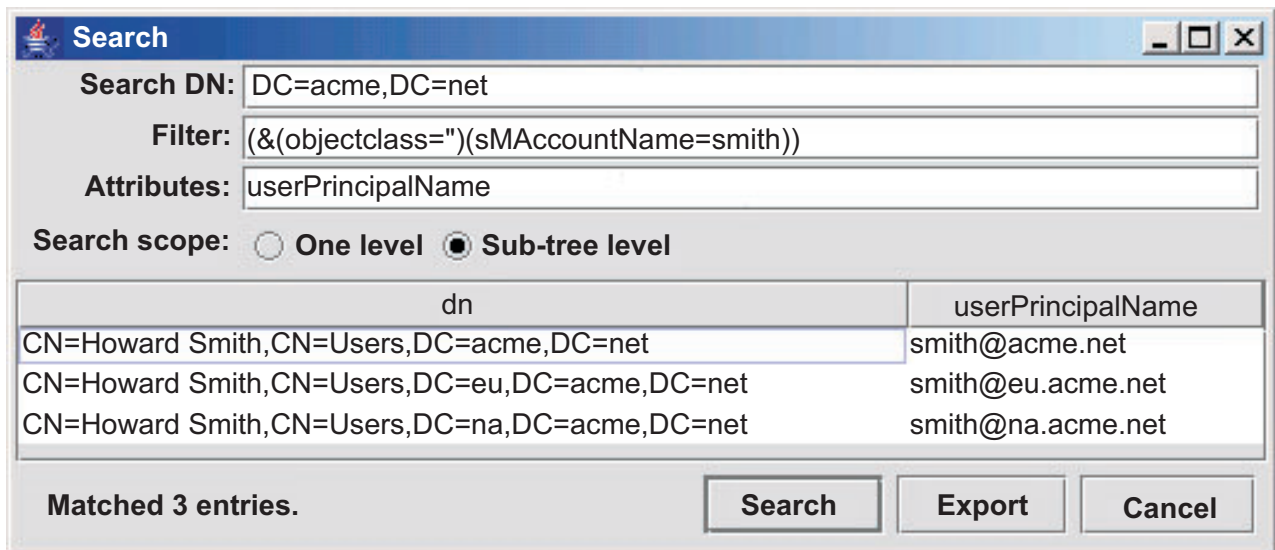 Search
Search DN: DC=acme,DC=net
Filter: (&(objectclass=")(sMAccountName=smith))
Attributes: userPrincipalName
Search scope: One level Sub-tree level
dn userPrincipalName
CN=Howard Smith,CN=Users,DC=acme,DC=net smith@acme.net
CN=Howard Smith,CN=Users,DC=eu,DC=acme,DC=net smith@eu.acme.net
CN=Howard Smith,CN=Users,DC=na,DC=acme,DC=net smith@na.acme.net
Matched 3 entries. Search Export Cancel